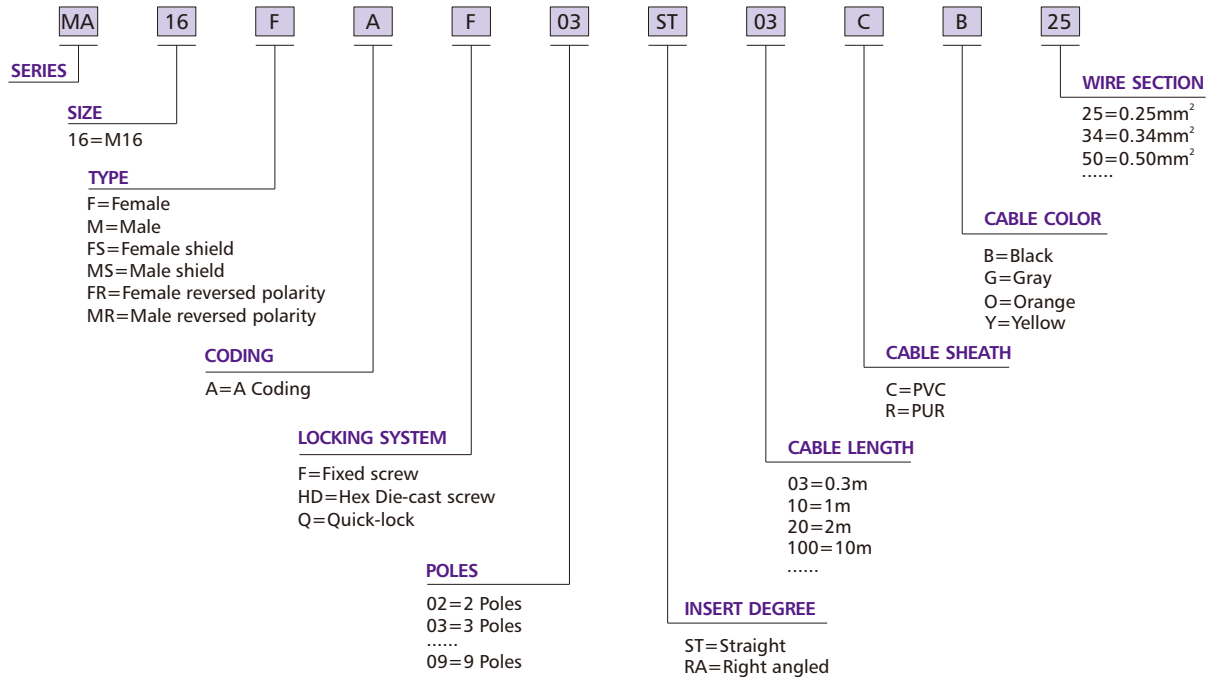 MA 16 F A F 03 ST 03 C B 25
SERIES
SIZE
16=M16
TYPE
F=Female
M=Male
FS=Female shield
MS=Male shield
FR=Female reversed polarity
MR=Male reversed polarity
CODING
A=A Coding
LOCKING SYSTEM
F=Fixed screw
HD=Hex Die-cast screw
Q=Quick-lock
POLES
02=2 Poles
03=3 Poles
......
09=9 Poles
INSERT DEGREE
ST=Straight
RA=Right angled
CABLE LENGTH
03=0.3m
10=1m
20=2m
100=10m
......
CABLE SHEATH
C=PVC
R=PUR
CABLE COLOR
B=Black
G=Gray
O=Orange
Y=Yellow
WIRE SECTION
25=0.25mm²
34=0.34mm²
50=0.50mm²
......